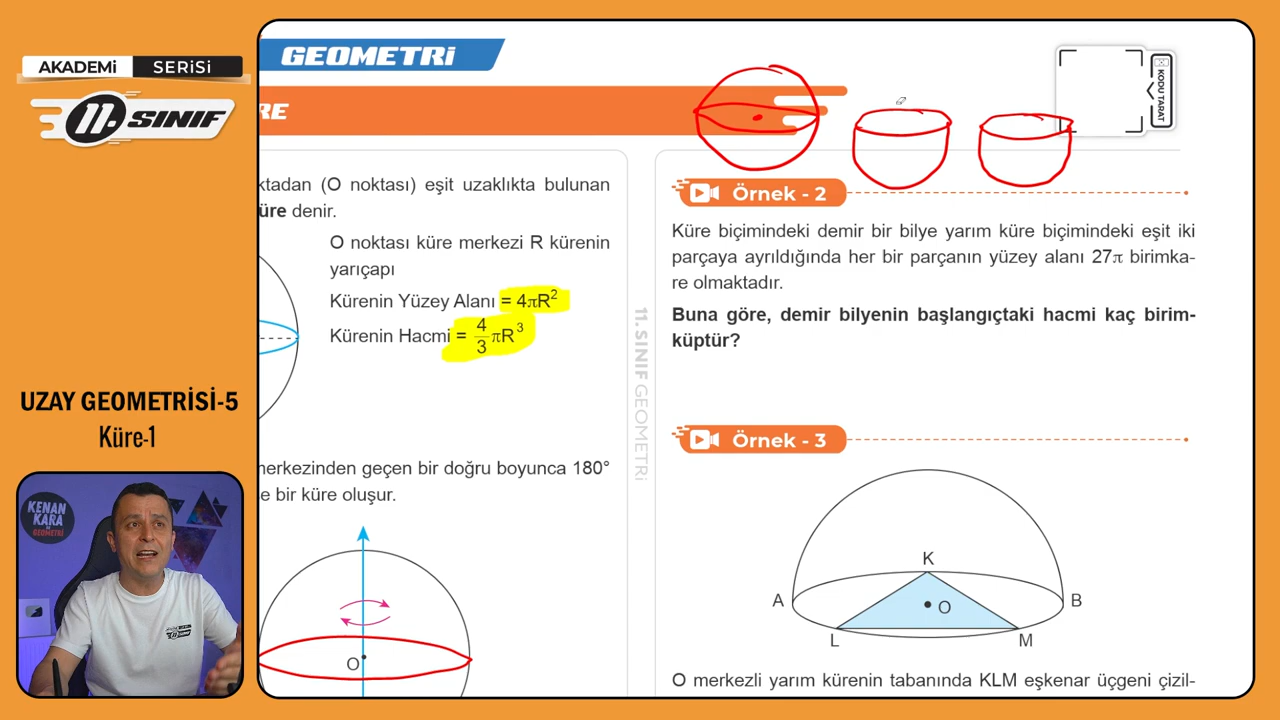 AKADEMİ SERİSİ
11. SINIF
UZAY GEOMETRİSİ-5
Küre-1
KENAN
KARA
ile
GEOMETRİ
GEOMETRİ
RE
KODU TARAT
ktadan (O noktası) eşit uzaklıkta bulunan
üre denir.
O noktası küre merkezi R kürenin
yarıçapı
Kürenin Yüzey Alanı = 4πR²
Kürenin Hacmi = 4/3 πR³
merkezinden geçen bir doğru boyunca 180°
e bir küre oluşur.
O
11. SINIF GEOMETRİ
Örnek - 2
Küre biçimindeki demir bir bilye yarım küre biçimindeki eşit iki
parçaya ayrıldığında her bir parçanın yüzey alanı 27π birimka-
re olmaktadır.
Buna göre, demir bilyenin başlangıçtaki hacmi kaç birim-
küptür?
Örnek - 3
K
A
O
B
L
M
O merkezli yarım kürenin tabanında KLM eşkenar üçgeni çizil-